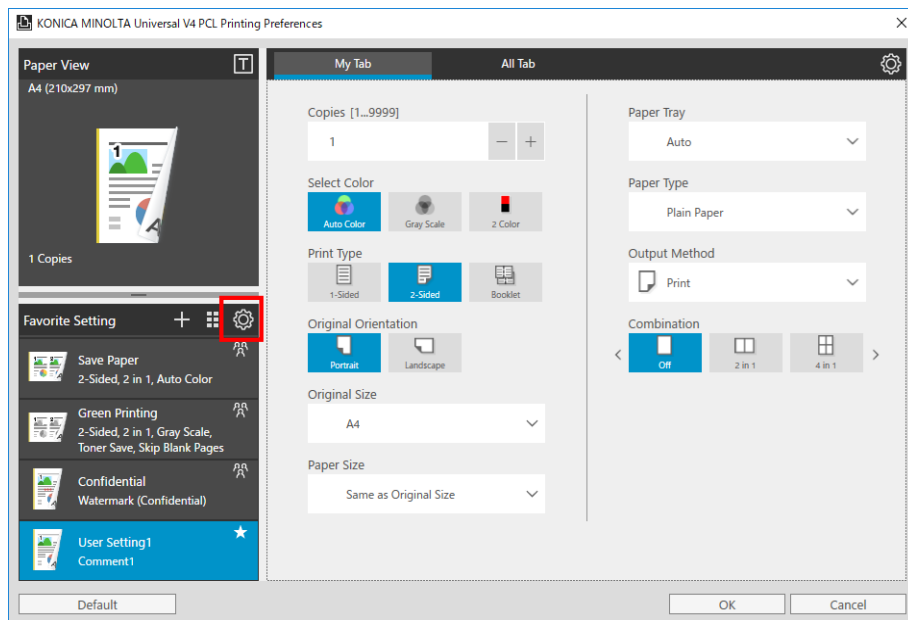 KONICA MINOLTA Universal V4 PCL Printing Preferences
Paper View
T
A4 (210x297 mm)
1
1 Copies
Favorite Setting
Save Paper
2-Sided, 2 in 1, Auto Color
Green Printing
2-Sided, 2 in 1, Gray Scale,
Toner Save, Skip Blank Pages
Confidential
Watermark (Confidential)
User Setting1
Comment1
My Tab
All Tab
Copies [1...9999]
1
Select Color
Auto Color
Gray Scale
2 Color
Print Type
1-Sided
2-Sided
Booklet
Original Orientation
Portrait
Landscape
Original Size
A4
Paper Size
Same as Original Size
Paper Tray
Auto
Paper Type
Plain Paper
Output Method
Print
Combination
Off
2 in 1
4 in 1
Default
OK
Cancel